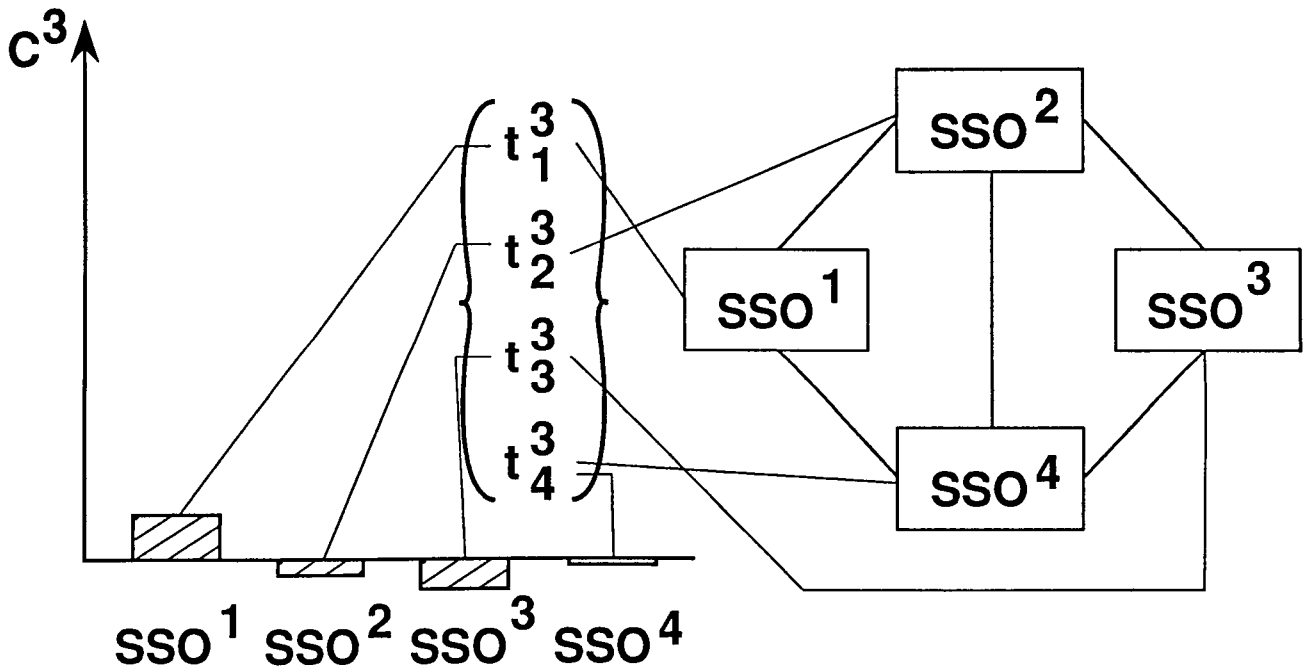 C³
t³₁
t³₂
t³₃
t³₄
SSO²
SSO¹
SSO³
SSO⁴
SSO¹ SSO² SSO³ SSO⁴